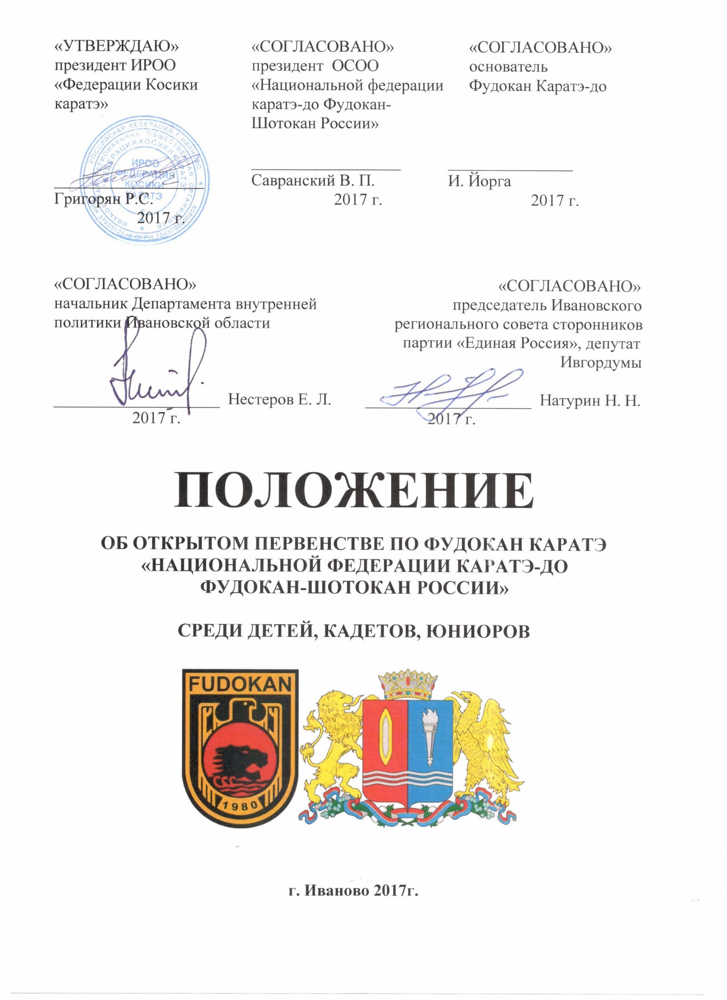 «УТВЕРЖДАЮ»
президент ИРОО
«Федерации Косики
каратэ»
Григорян Р.С.
2017 г.
«СОГЛАСОВАНО»
президент ОСОО
«Национальной федерации
каратэ-до Фудокан-
Шотокан России»
Савранский В. П.
2017 г.
«СОГЛАСОВАНО»
основатель
Фудокан Каратэ-до
И. Йорга
2017 г.
РОССИЙСКАЯ ФЕДЕРАЦИЯ, Г. ИВАНОВО
ИВАНОВСКАЯ РЕГИОНАЛЬНАЯ ОБЩЕСТВЕННАЯ ОРГАНИЗАЦИЯ
ФЕДЕРАЦИЯ КОСИКИ КАРАТЭ
ИРОО
ФЕДЕРАЦИЯ
КОСИКИ
КАРАТЭ
«СОГЛАСОВАНО»
начальник Департамента внутренней
политики Ивановской области
Нестеров Е. Л.
2017 г.
«СОГЛАСОВАНО»
председатель Ивановского
регионального совета сторонников
партии «Единая Россия», депутат
Ивгордумы
Натурин Н. Н.
2017 г.
ПОЛОЖЕНИЕ
ОБ ОТКРЫТОМ ПЕРВЕНСТВЕ ПО ФУДОКАН КАРАТЭ
«НАЦИОНАЛЬНОЙ ФЕДЕРАЦИИ КАРАТЭ-ДО
ФУДОКАН-ШОТОКАН РОССИИ»
СРЕДИ ДЕТЕЙ, КАДЕТОВ, ЮНИОРОВ
FUDOKAN
1980
г. Иваново 2017г.